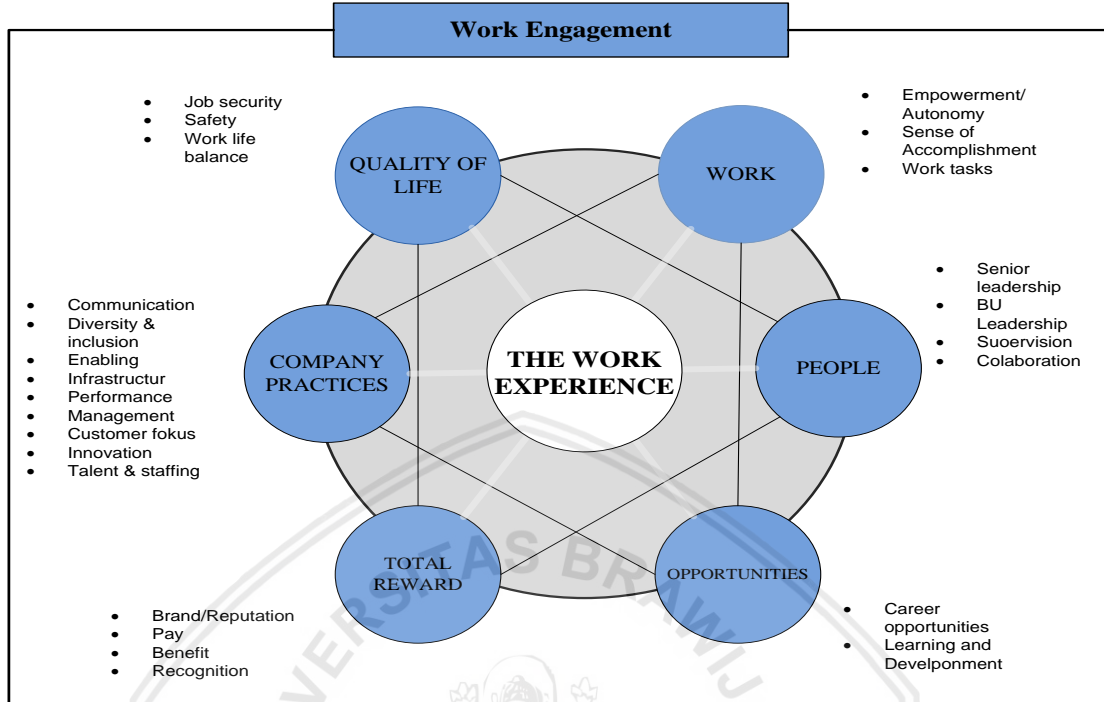 Work Engagement
• Job security
• Safety
• Work life
balance
QUALITY OF
LIFE
WORK
• Empowerment/
Autonomy
• Sense of
Accomplishment
• Work tasks
• Communication
• Diversity &
inclusion
• Enabling
• Infrastructur
• Performance
• Management
• Customer fokus
• Innovation
• Talent & staffing
COMPANY
PRACTICES
THE WORK
EXPERIENCE
PEOPLE
• Senior
leadership
• BU
Leadership
• Suoervision
• Colaboration
TOTAL
REWARD
OPPORTUNITIES
• Brand/Reputation
• Pay
• Benefit
• Recognition
• Career
opportunities
• Learning and
Develponment
VERSITAS BRAWIJ